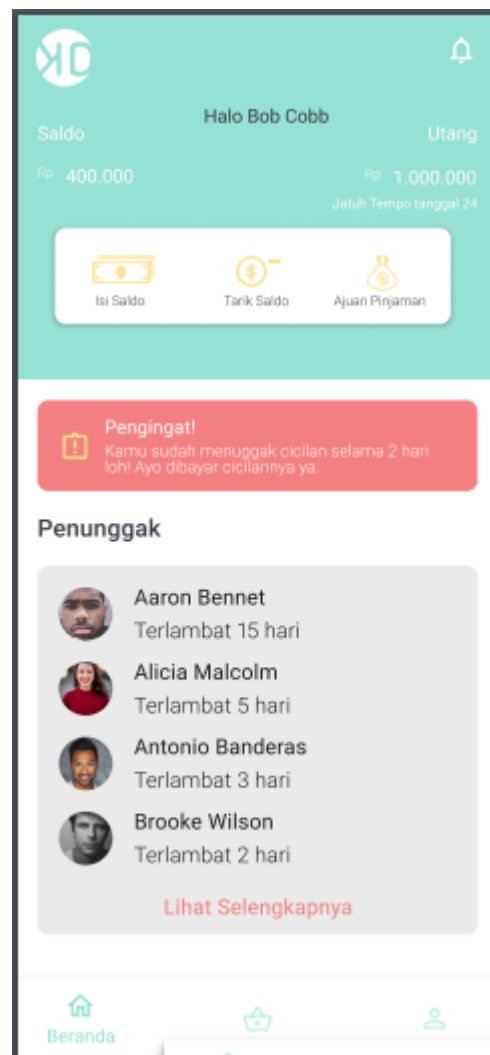 Halo Bob Cobb
Saldo
Utang
Rp 400.000
Rp 1.000.000
Jatuh Tempo tanggal 24
Isi Saldo
Tarik Saldo
Ajuan Pinjaman
Pengingat!
Kamu sudah menuggak cicilan selama 2 hari
loh! Ayo dibayar cicilannya ya.
Penunggak
Aaron Bennet
Terlambat 15 hari
Alicia Malcolm
Terlambat 5 hari
Antonio Banderas
Terlambat 3 hari
Brooke Wilson
Terlambat 2 hari
Lihat Selengkapnya
Beranda